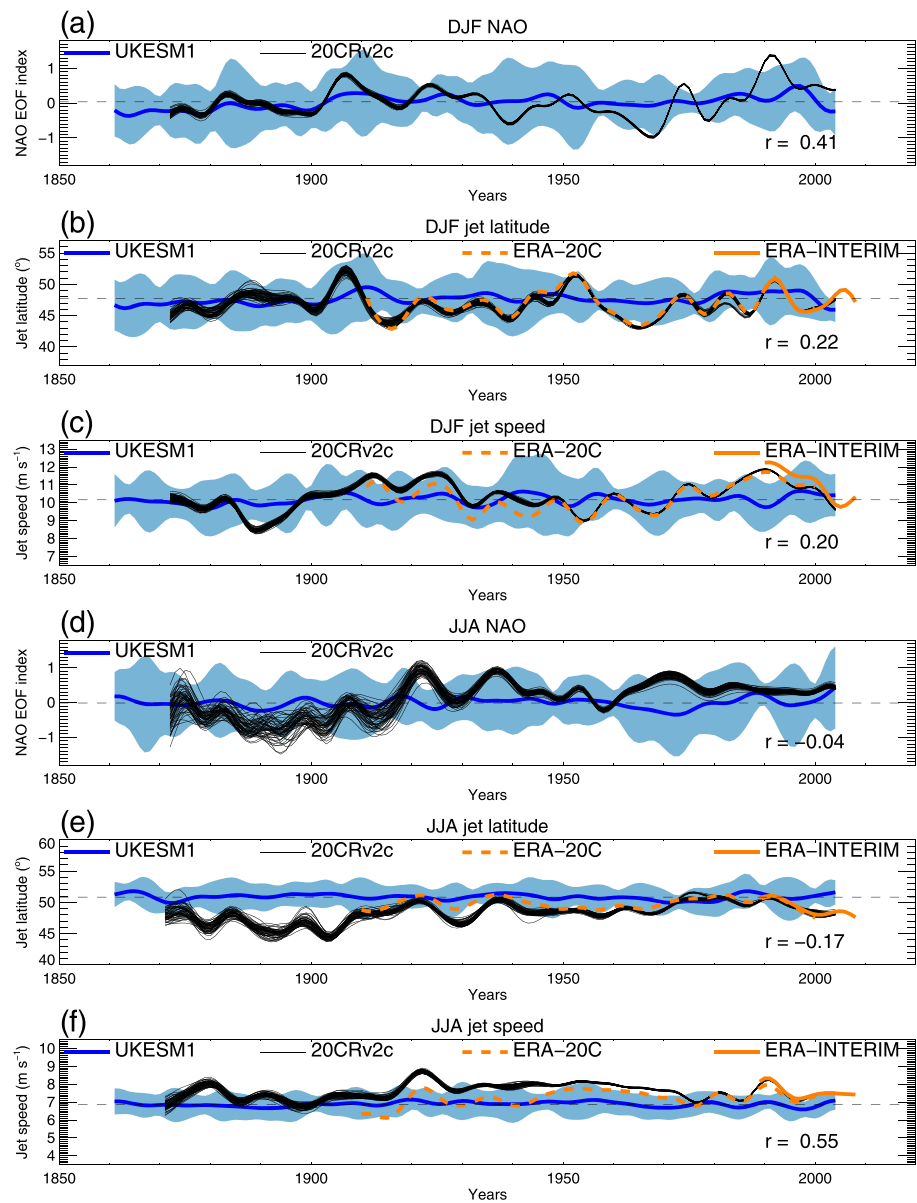 (a)
DJF NAO
UKESM1 20CRv2c
NAO EOF index
1
0
−1
r = 0.41
1850 1900 1950 2000
Years
(b)
DJF jet latitude
UKESM1 20CRv2c ERA−20C ERA−INTERIM
Jet latitude (°)
55
50
45
40
r = 0.22
1850 1900 1950 2000
Years
(c)
DJF jet speed
UKESM1 20CRv2c ERA−20C ERA−INTERIM
Jet speed (m s⁻¹)
13
12
11
10
9
8
7
r = 0.20
1850 1900 1950 2000
Years
(d)
JJA NAO
UKESM1 20CRv2c
NAO EOF index
1
0
−1
r = −0.04
1850 1900 1950 2000
Years
(e)
JJA jet latitude
UKESM1 20CRv2c ERA−20C ERA−INTERIM
Jet latitude (°)
60
55
50
45
40
r = −0.17
1850 1900 1950 2000
Years
(f)
JJA jet speed
UKESM1 20CRv2c ERA−20C ERA−INTERIM
Jet speed (m s⁻¹)
10
9
8
7
6
5
4
r = 0.55
1850 1900 1950 2000
Years